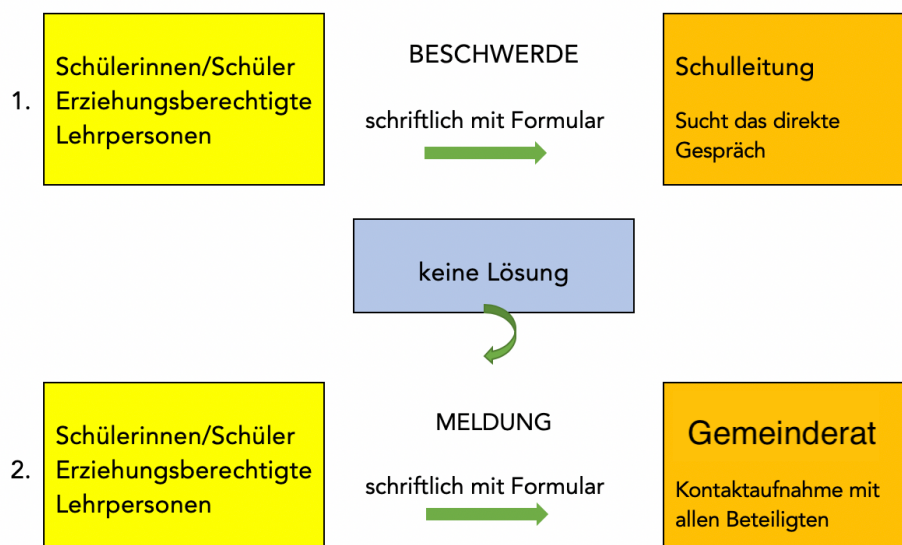 1.
Schülerinnen/Schüler
Erziehungsberechtigte
Lehrpersonen
BESCHWERDE
schriftlich mit Formular
Schulleitung
Sucht das direkte
Gespräch
keine Lösung
2.
Schülerinnen/Schüler
Erziehungsberechtigte
Lehrpersonen
MELDUNG
schriftlich mit Formular
Gemeinderat
Kontaktaufnahme mit
allen Beteiligten